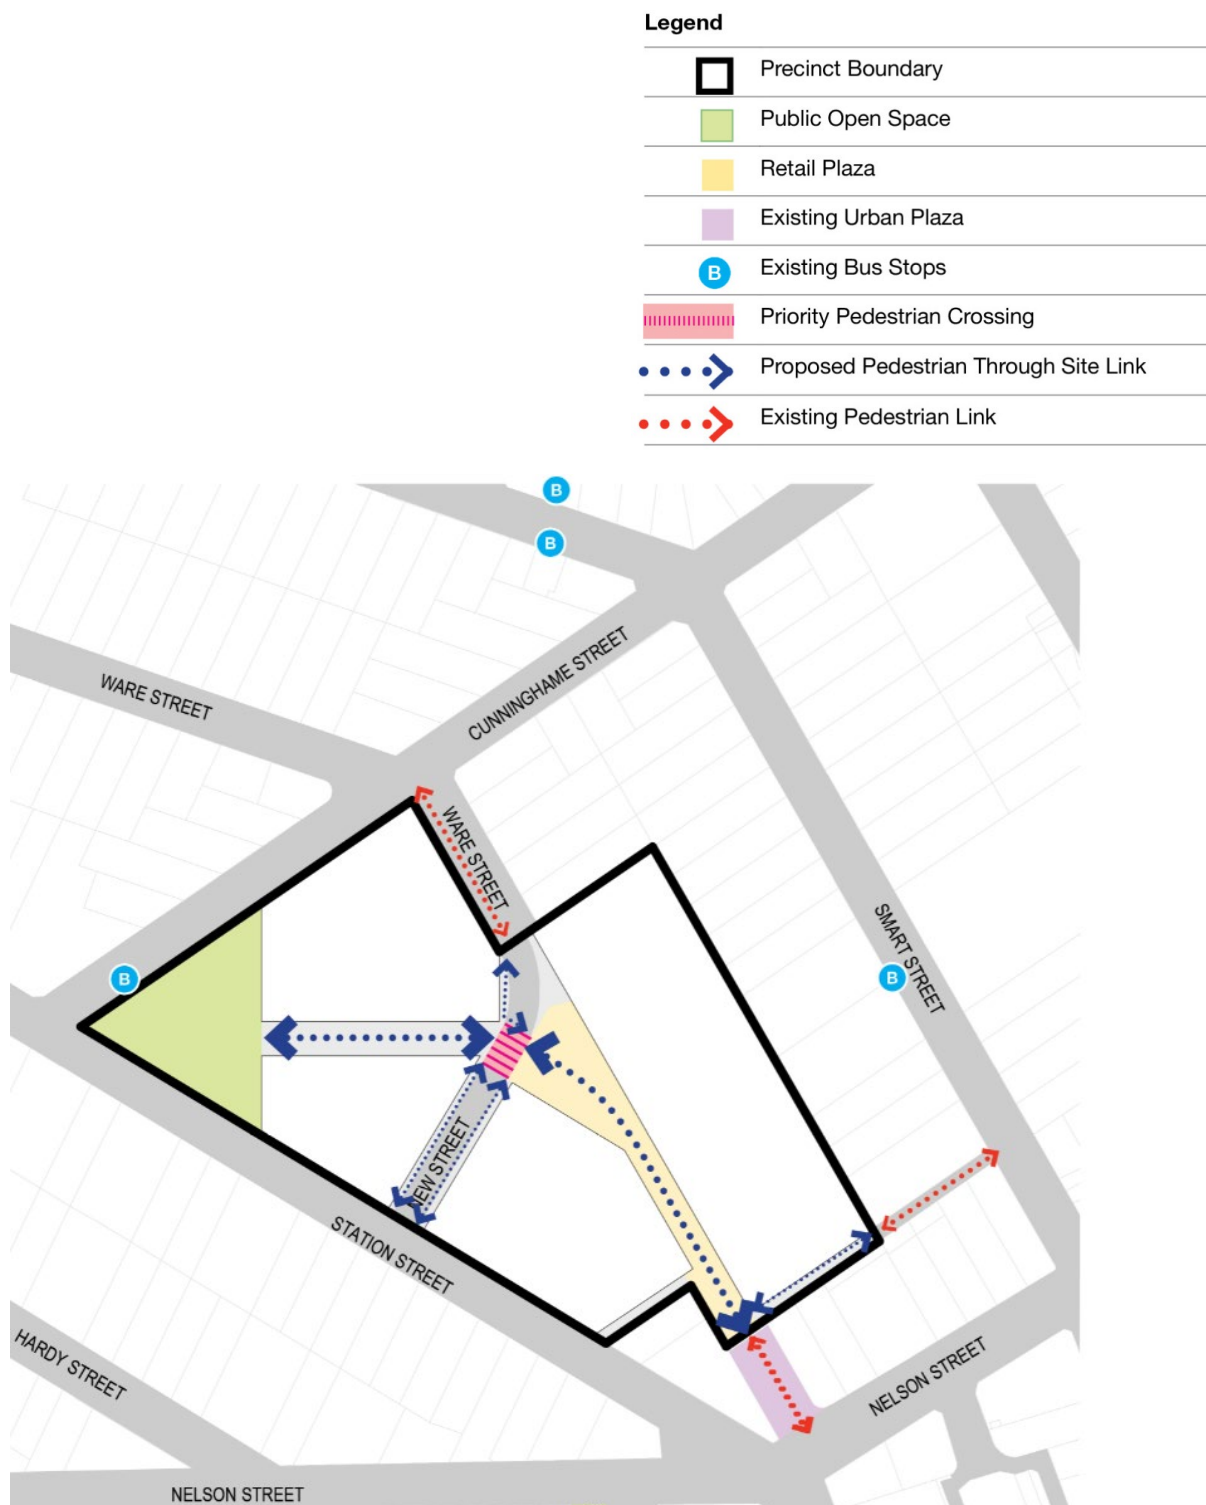 Legend
Precinct Boundary
Public Open Space
Retail Plaza
Existing Urban Plaza
B Existing Bus Stops
Priority Pedestrian Crossing
Proposed Pedestrian Through Site Link
Existing Pedestrian Link
B
B
CUNNINGHAME STREET
WARE STREET
WARE STREET
SMART STREET
B
B
NEW STREET
STATION STREET
HARDY STREET
NELSON STREET
NELSON STREET